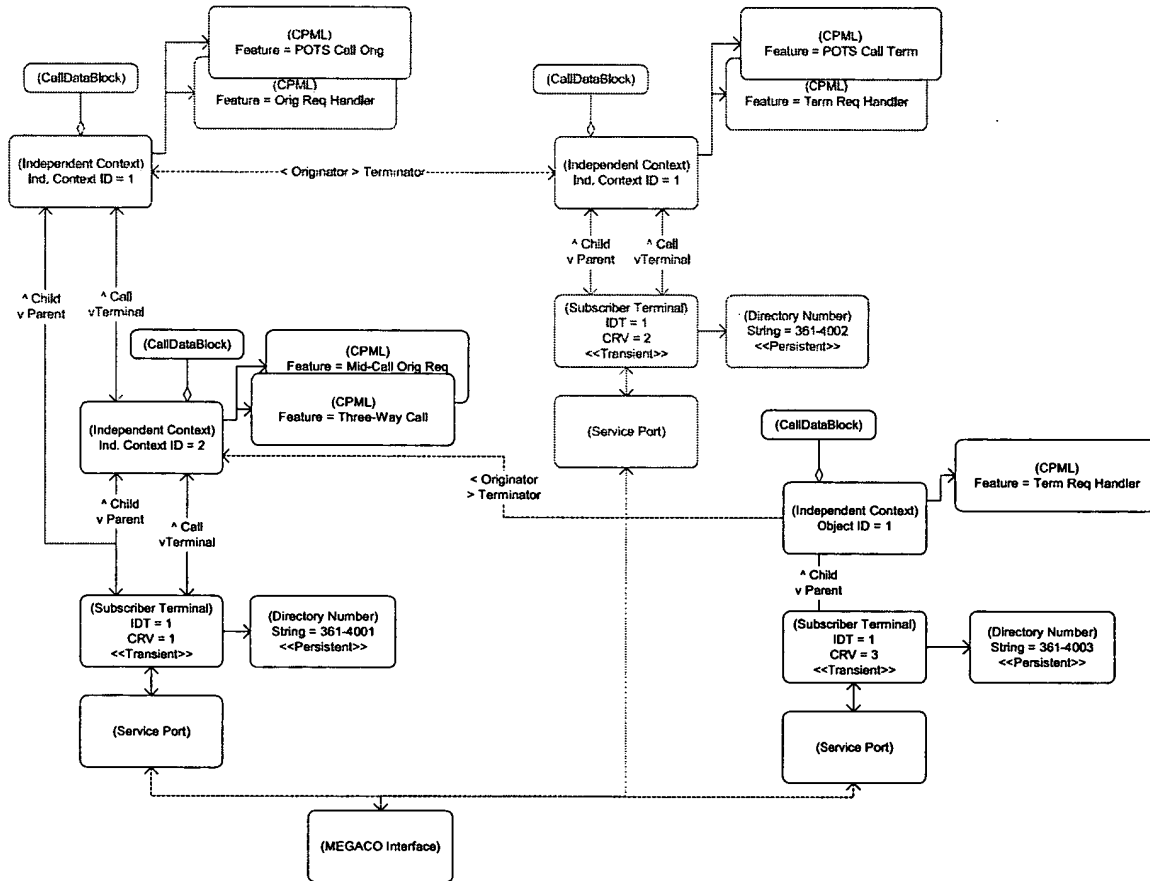 (CPML)
Feature = POTS Call Orig
(CPML)
Feature = Orig Req Handler
(CallDataBlock)
(Independent Context)
Ind. Context ID = 1
< Originator > Terminator
(CPML)
Feature = POTS Call Term
(CPML)
Feature = Term Req Handler
(CallDataBlock)
(Independent Context)
Ind. Context ID = 1
^ Child
v Parent
^ Call
vTerminal
^ Child
v Parent
^ Call
vTerminal
(Subscriber Terminal)
IDT = 1
CRV = 2
<<Transient>>
(Directory Number)
String = 361-4002
<<Persistent>>
(Service Port)
(CallDataBlock)
(CPML)
Feature = Mid-Call Orig Req
(CPML)
Feature = Three-Way Call
(Independent Context)
Ind. Context ID = 2
< Originator
> Terminator
(CallDataBlock)
(CPML)
Feature = Term Req Handler
(Independent Context)
Object ID = 1
^ Child
v Parent
^ Call
vTerminal
^ Child
v Parent
(Subscriber Terminal)
IDT = 1
CRV = 1
<<Transient>>
(Directory Number)
String = 361-4001
<<Persistent>>
(Subscriber Terminal)
IDT = 1
CRV = 3
<<Transient>>
(Directory Number)
String = 361-4003
<<Persistent>>
(Service Port)
(Service Port)
(MEGACO Interface)